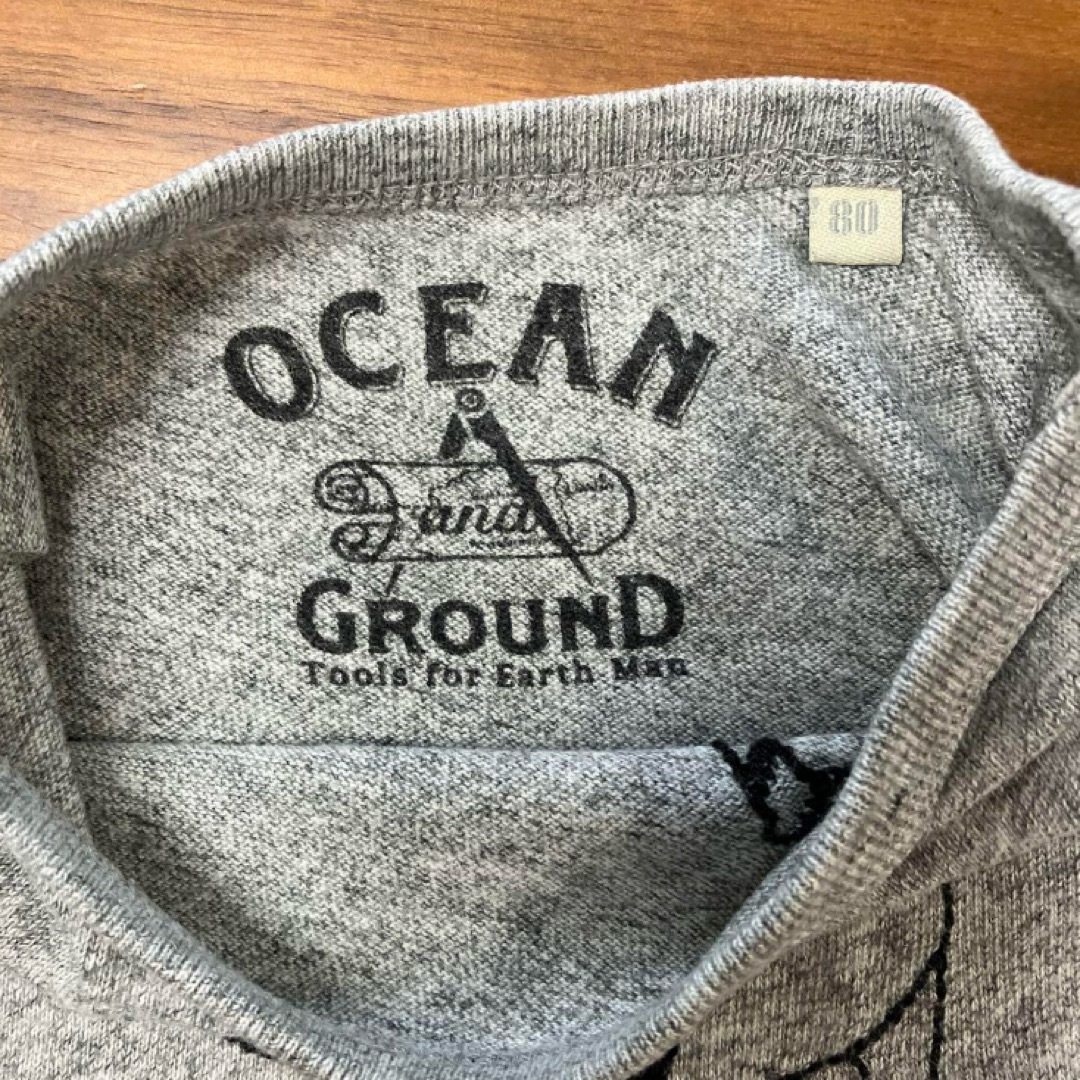 80
OCEAN
and
GROUND
Tools for Earth Man